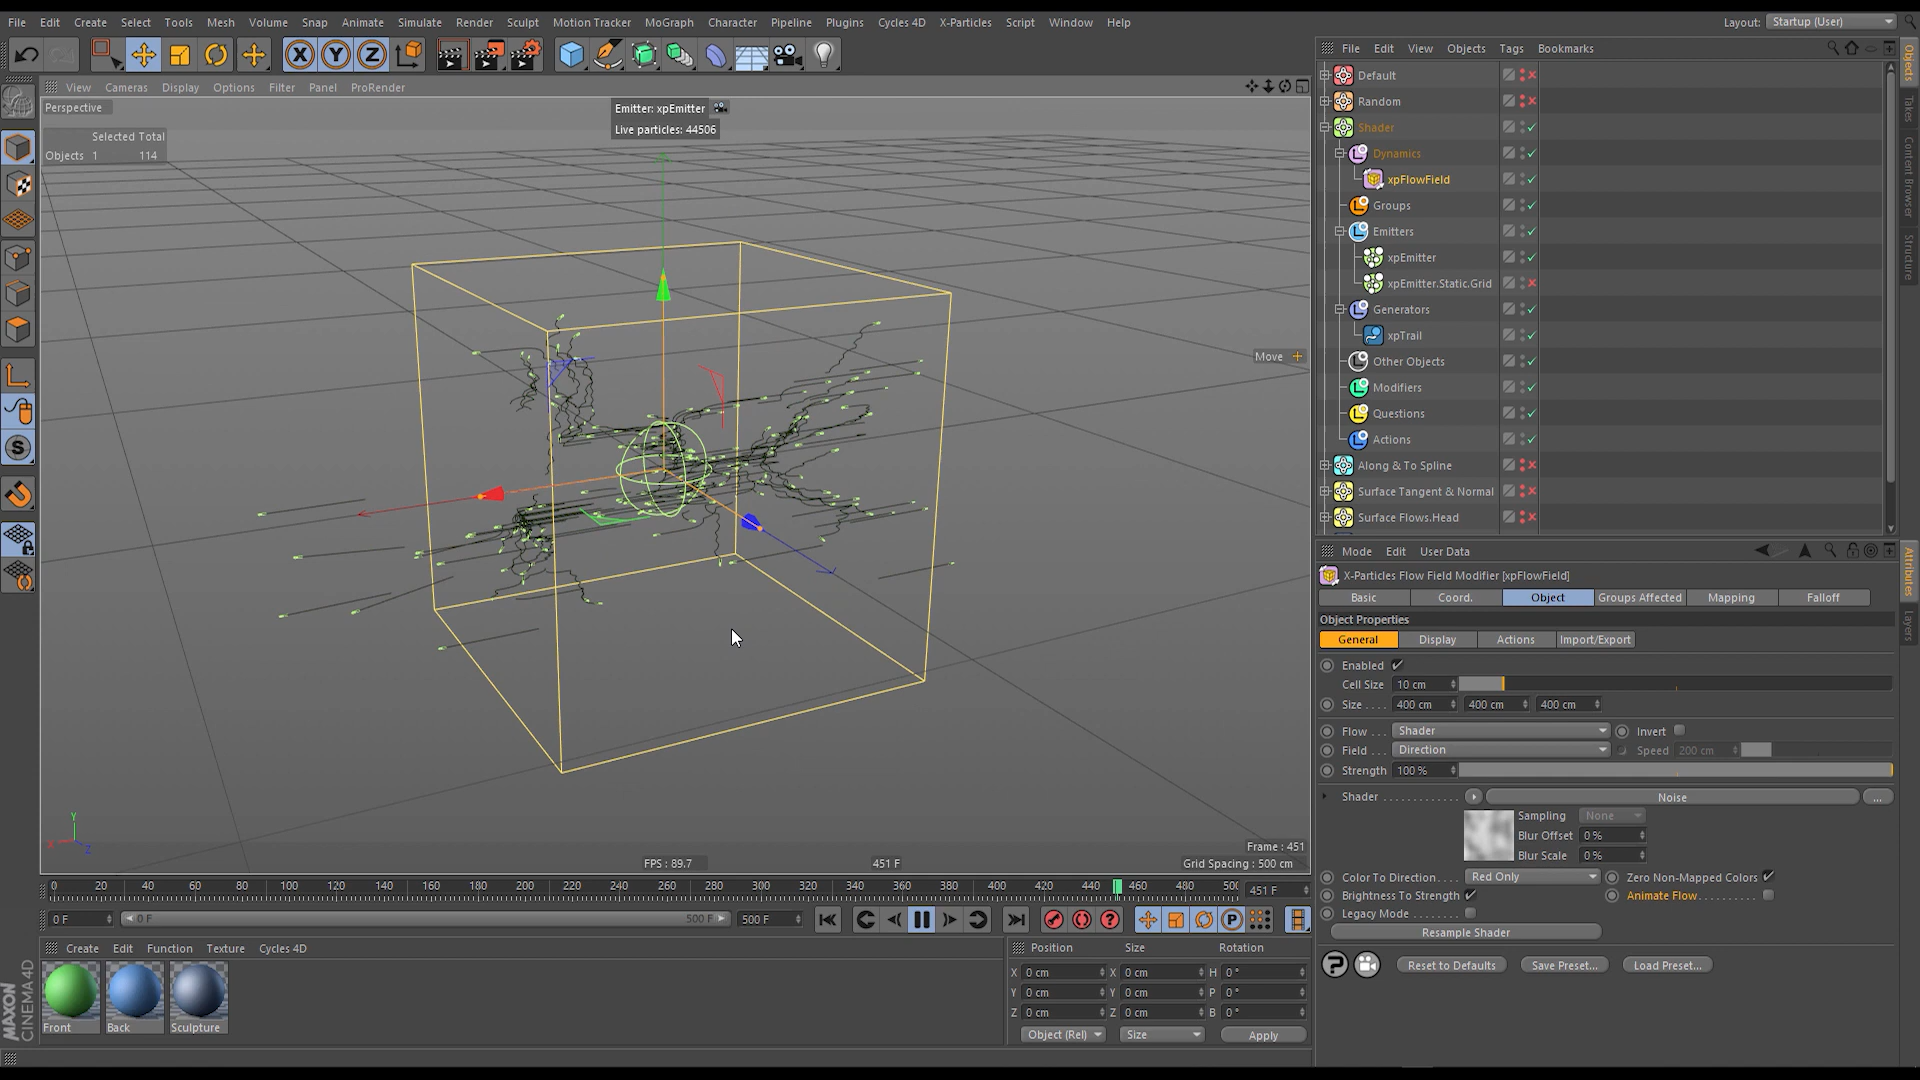 File Edit Create Select Tools Mesh Volume Snap Animate Simulate Render Sculpt Motion Tracker MoGraph Character Pipeline Plugins Cycles 4D X-Particles Script Window Help
Layout: Startup (User)
X Y Z
File Edit View Objects Tags Bookmarks
View Cameras Display Options Filter Panel ProRender
Perspective
Selected Total
Objects 1 114
Emitter: xpEmitter
Live particles: 44506
Move
Default
Random
Shader
Dynamics
xpFlowField
Groups
Emitters
xpEmitter
xpEmitter.Static.Grid
Generators
xpTrail
Other Objects
Modifiers
Questions
Actions
Along & To Spline
Surface Tangent & Normal
Surface Flows.Head
Objects
Takes
Content Browser
Structure
Mode Edit User Data
X-Particles Flow Field Modifier [xpFlowField]
Basic Coord. Object Groups Affected Mapping Falloff
Object Properties
General Display Actions Import/Export
Enabled
Cell Size 10 cm
Size . . . . 400 cm 400 cm 400 cm
Flow . . . Shader Invert
Field . . . Direction Speed 200 cm
Strength 100 %
Shader . . . . . . . . . . . . Noise ...
Sampling None
Blur Offset 0 %
Blur Scale 0 %
Color To Direction . . . . Red Only Zero Non-Mapped Colors
Brightness To Strength Animate Flow . . . . . . . . . .
Legacy Mode . . . . . . . .
Resample Shader
Reset to Defaults Save Preset... Load Preset...
Attributes
Layers
Y
X
Z
Frame : 451
FPS : 89.7 451 F Grid Spacing : 500 cm
0 20 40 60 80 100 120 140 160 180 200 220 240 260 280 300 320 340 360 380 400 420 440 460 480 500 451 F
0 F 0 F 500 F 500 F
Create Edit Function Texture Cycles 4D
Front Back Sculpture
Position Size Rotation
X 0 cm X 0 cm H 0 °
Y 0 cm Y 0 cm P 0 °
Z 0 cm Z 0 cm B 0 °
Object (Rel) Size Apply
MAXON
CINEMA 4D